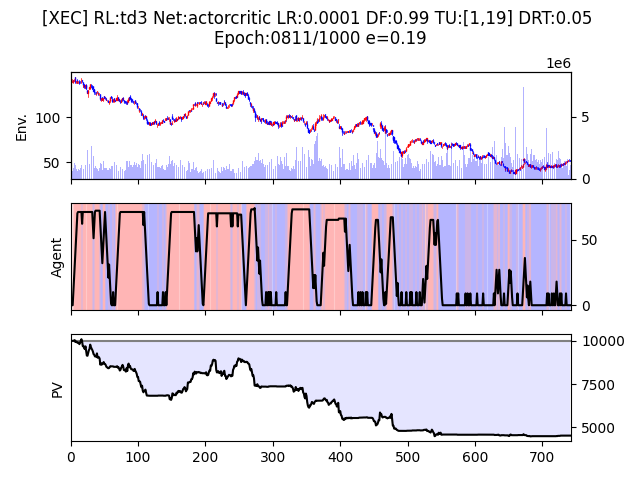 [XEC] RL:td3 Net:actorcritic LR:0.0001 DF:0.99 TU:[1,19] DRT:0.05
Epoch:0811/1000 e=0.19
1e6
Env.
100
50
5
0
Agent
50
0
PV
10000
7500
5000
0 100 200 300 400 500 600 700